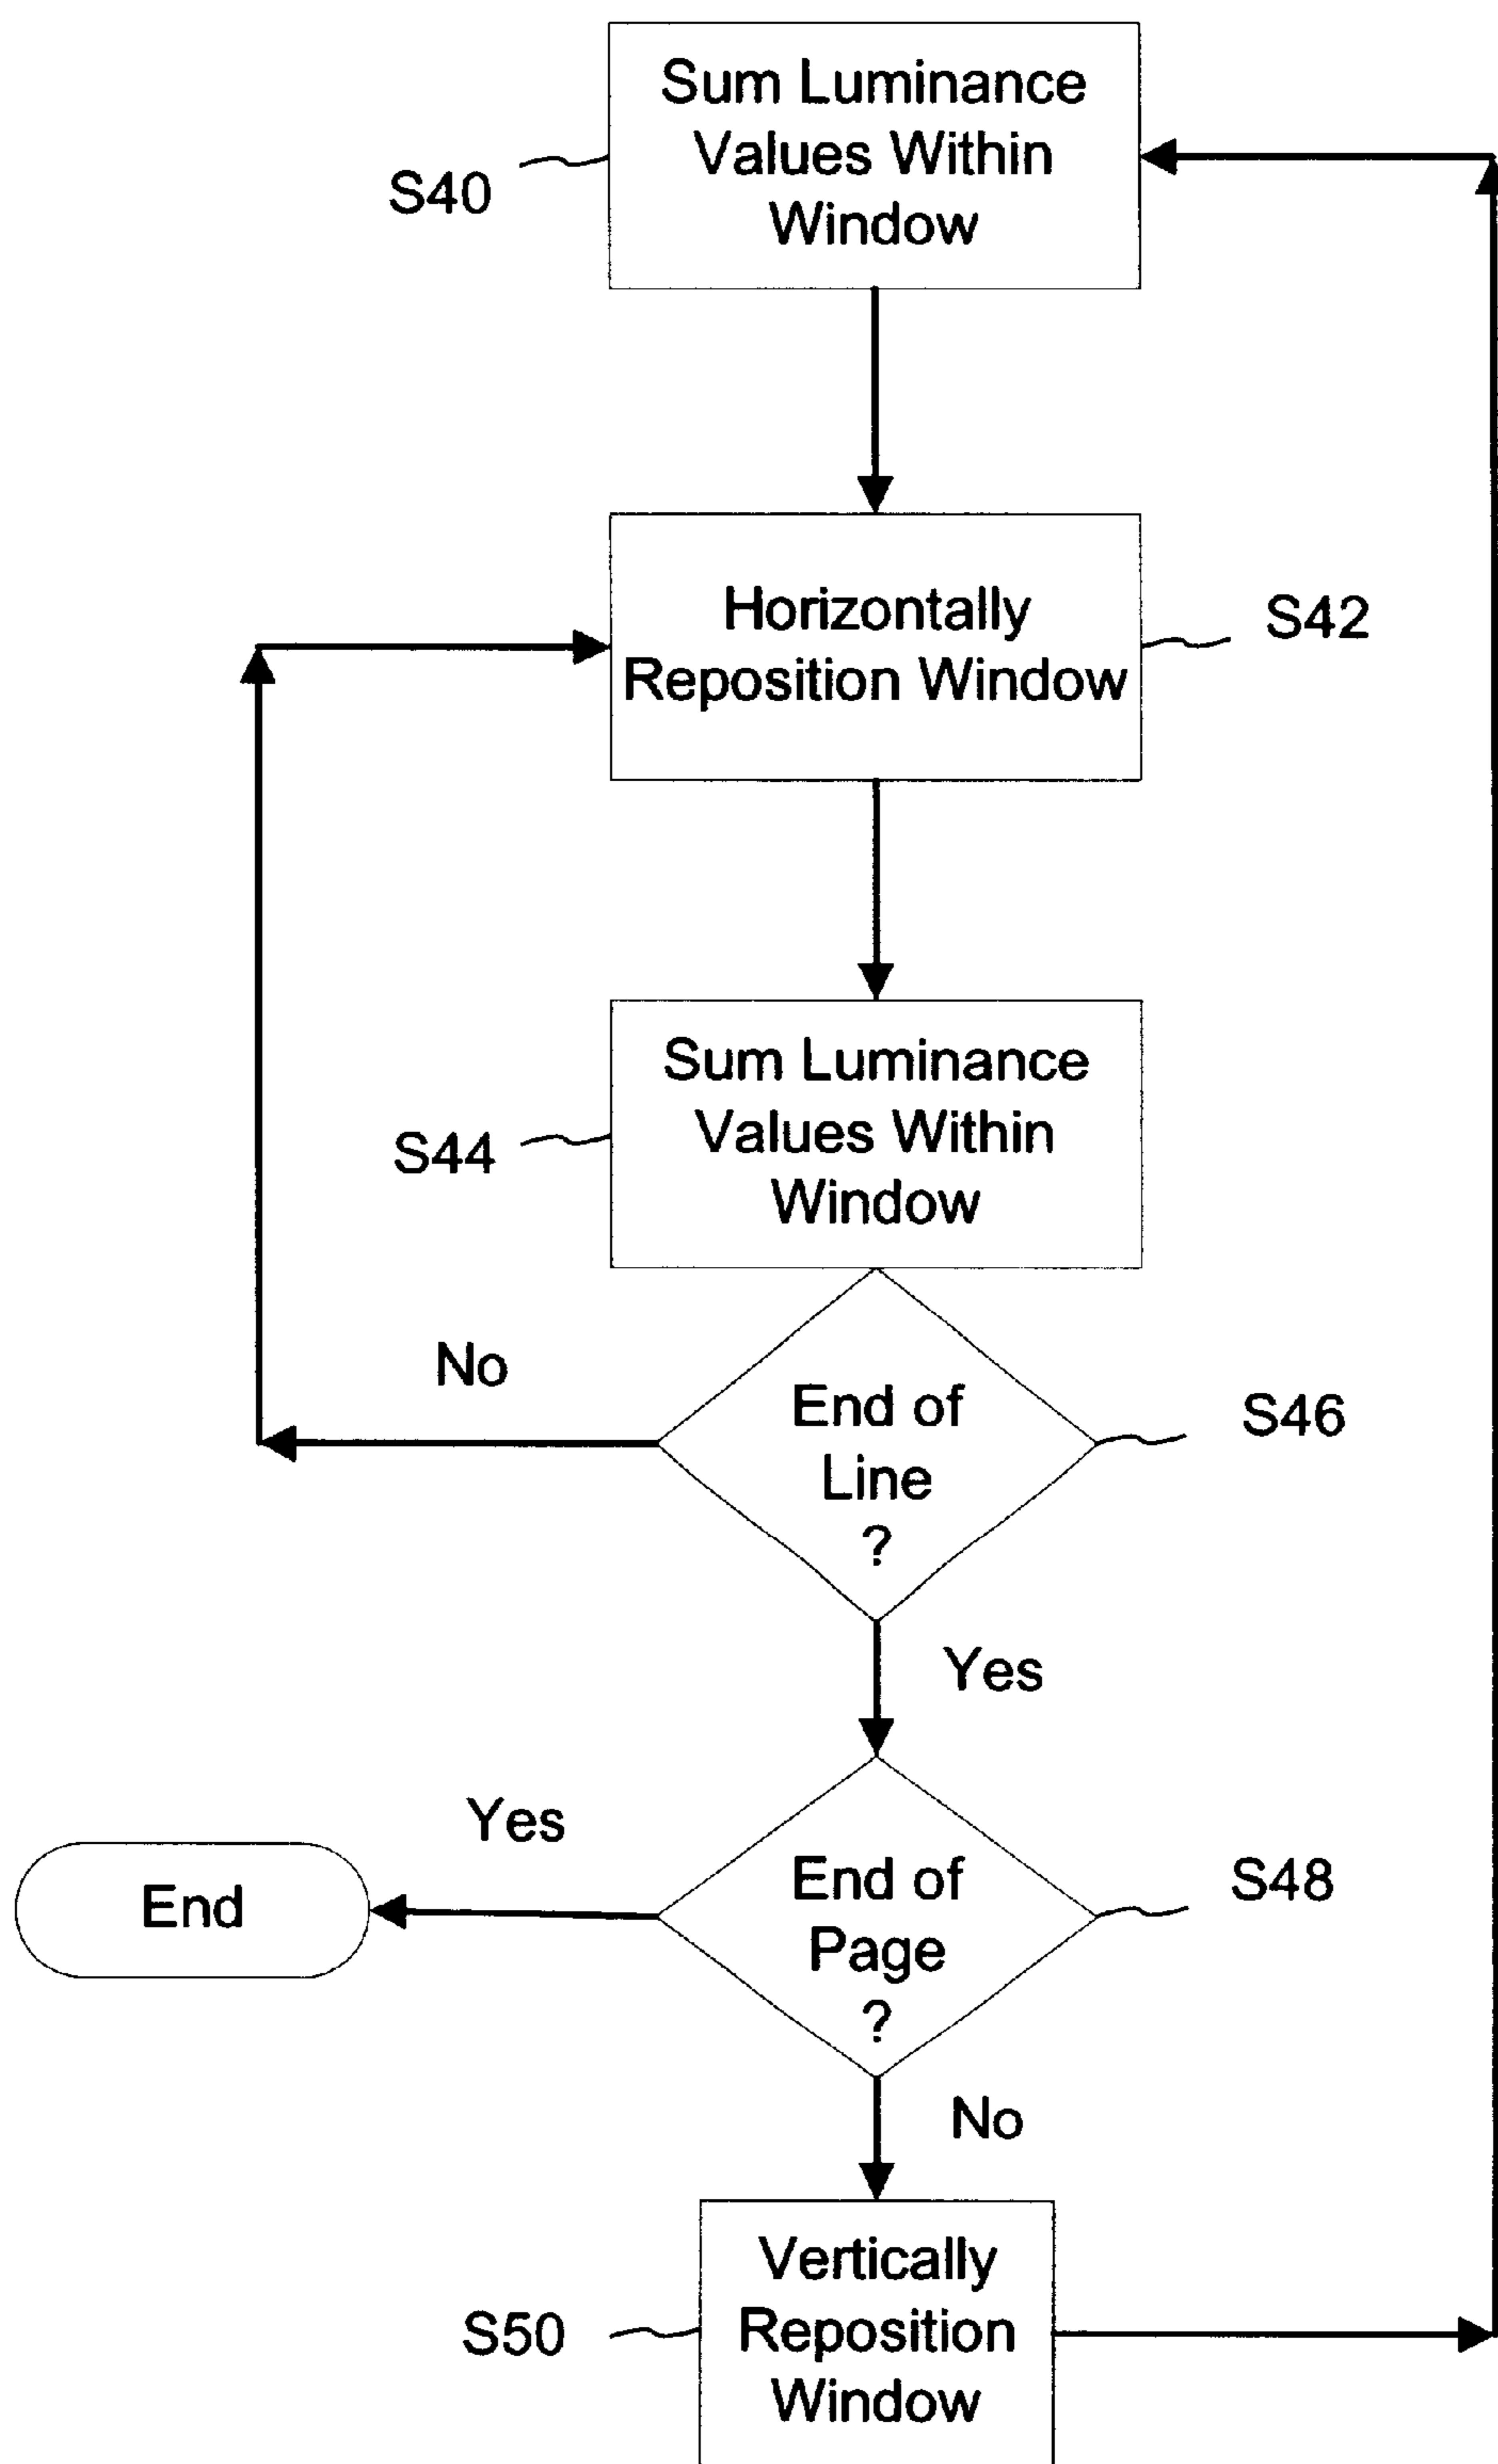 Sum Luminance
Values Within
Window
S40
Horizontally
Reposition Window
S42
Sum Luminance
Values Within
Window
S44
No
End of
Line
?
S46
Yes
Yes
End
End of
Page
?
S48
No
Vertically
Reposition
Window
S50